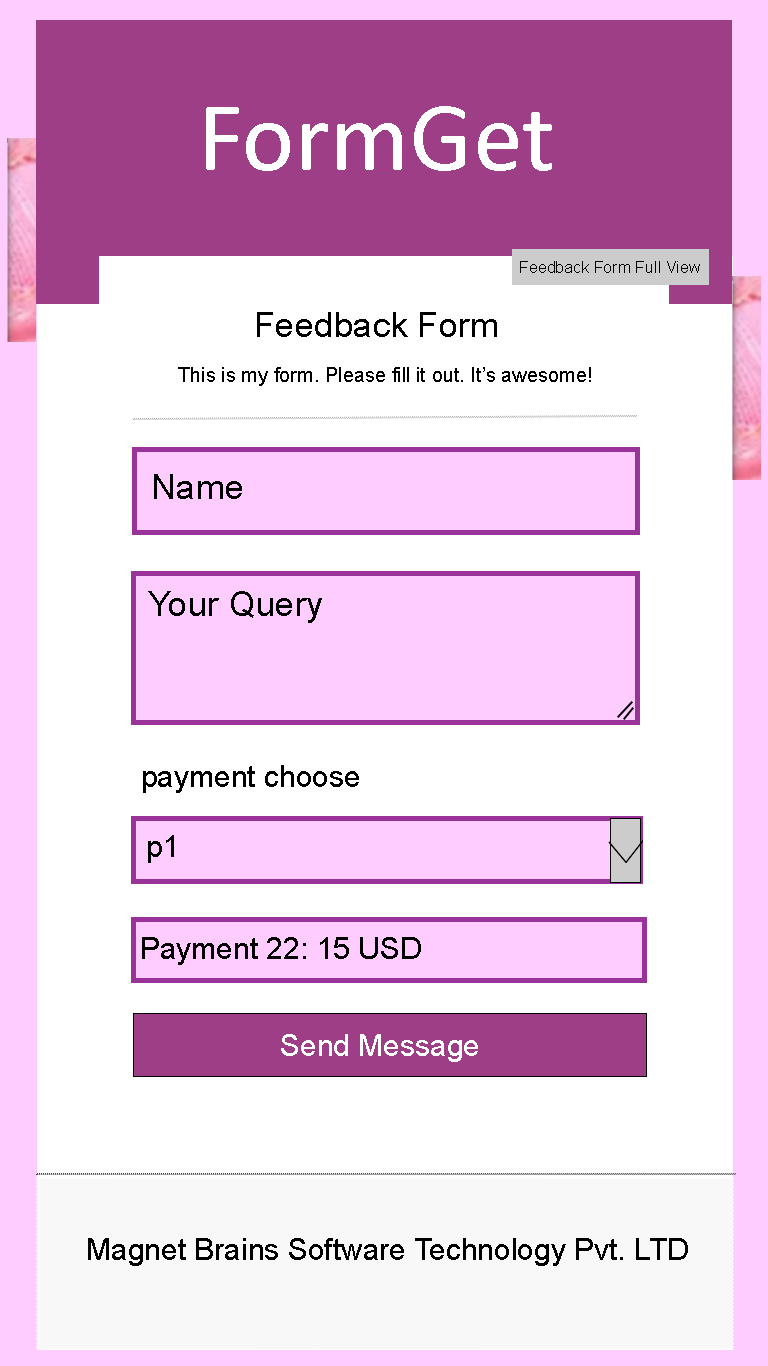 FormGet
Feedback Form Full View
Feedback Form
This is my form. Please fill it out. It’s awesome!
Name
Your Query
payment choose
p1
Payment 22: 15 USD
Send Message
Magnet Brains Software Technology Pvt. LTD